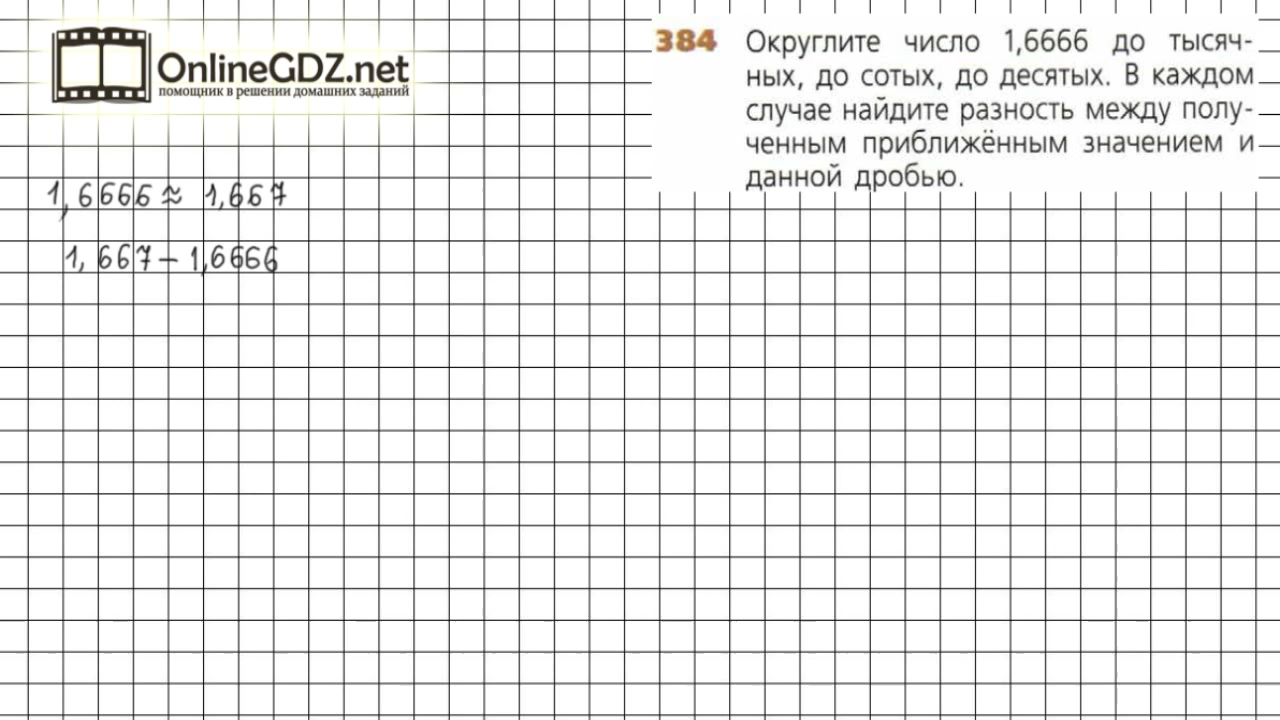 OnlineGDZ.net
помощник в решении домашних заданий
384 Округлите число 1,6666 до тысяч-
ных, до сотых, до десятых. В каждом
случае найдите разность между полу-
ченным приближённым значением и
данной дробью.
1,6666 ≈ 1,667
1,667 – 1,6666